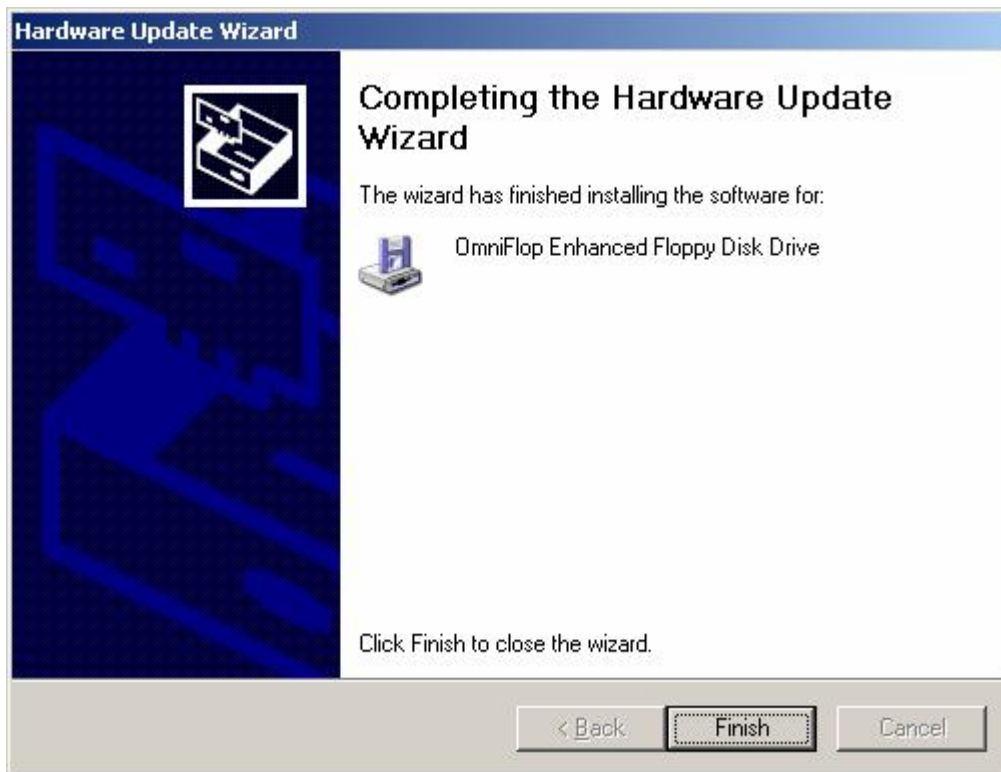 Hardware Update Wizard
Completing the Hardware Update
Wizard
The wizard has finished installing the software for:
OmniFlop Enhanced Floppy Disk Drive
Click Finish to close the wizard.
< Back
Finish
Cancel